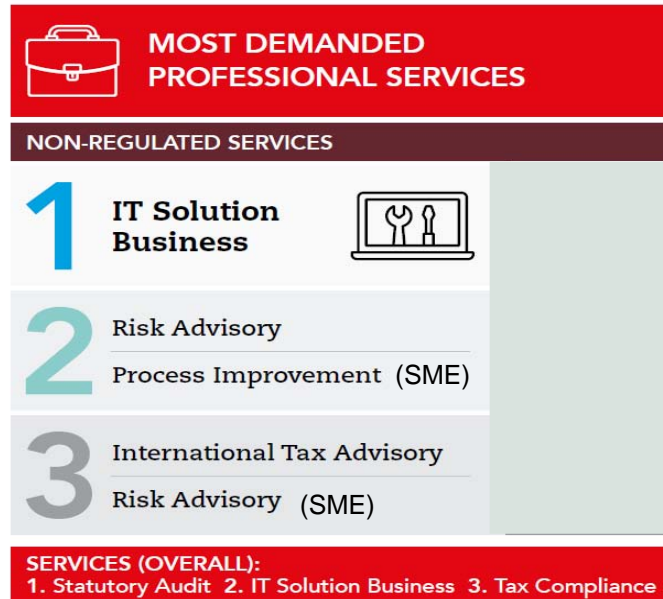 MOST DEMANDED
PROFESSIONAL SERVICES
NON-REGULATED SERVICES
1
IT Solution
Business
2
Risk Advisory
Process Improvement (SME)
3
International Tax Advisory
Risk Advisory (SME)
SERVICES (OVERALL):
1. Statutory Audit 2. IT Solution Business 3. Tax Compliance